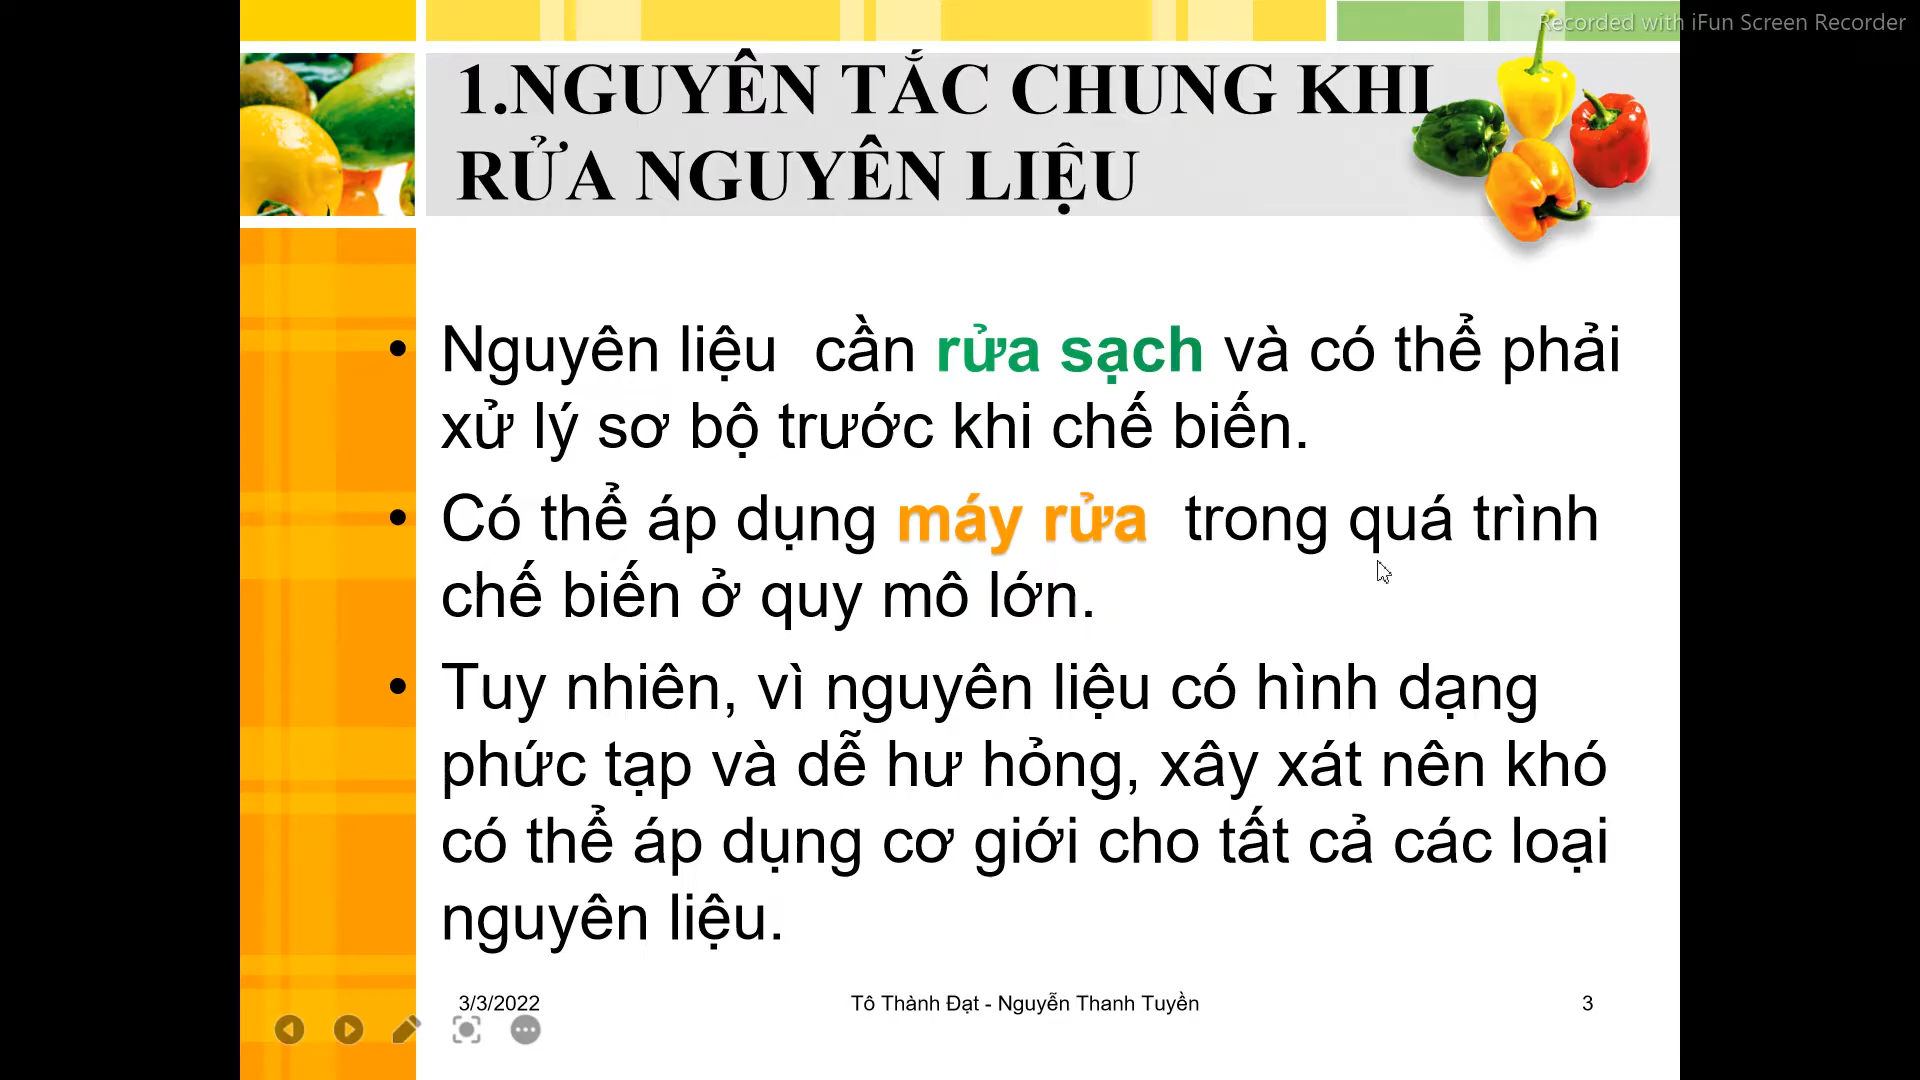 Recorded with iFun Screen Recorder
1.NGUYÊN TẮC CHUNG KHI
RỬA NGUYÊN LIỆU
• Nguyên liệu  cần rửa sạch và có thể phải
xử lý sơ bộ trước khi chế biến.
• Có thể áp dụng máy rửa  trong quá trình
chế biến ở quy mô lớn.
• Tuy nhiên, vì nguyên liệu có hình dạng
phức tạp và dễ hư hỏng, xây xát nên khó
có thể áp dụng cơ giới cho tất cả các loại
nguyên liệu.
3/3/2022
Tô Thành Đạt - Nguyễn Thanh Tuyền
3